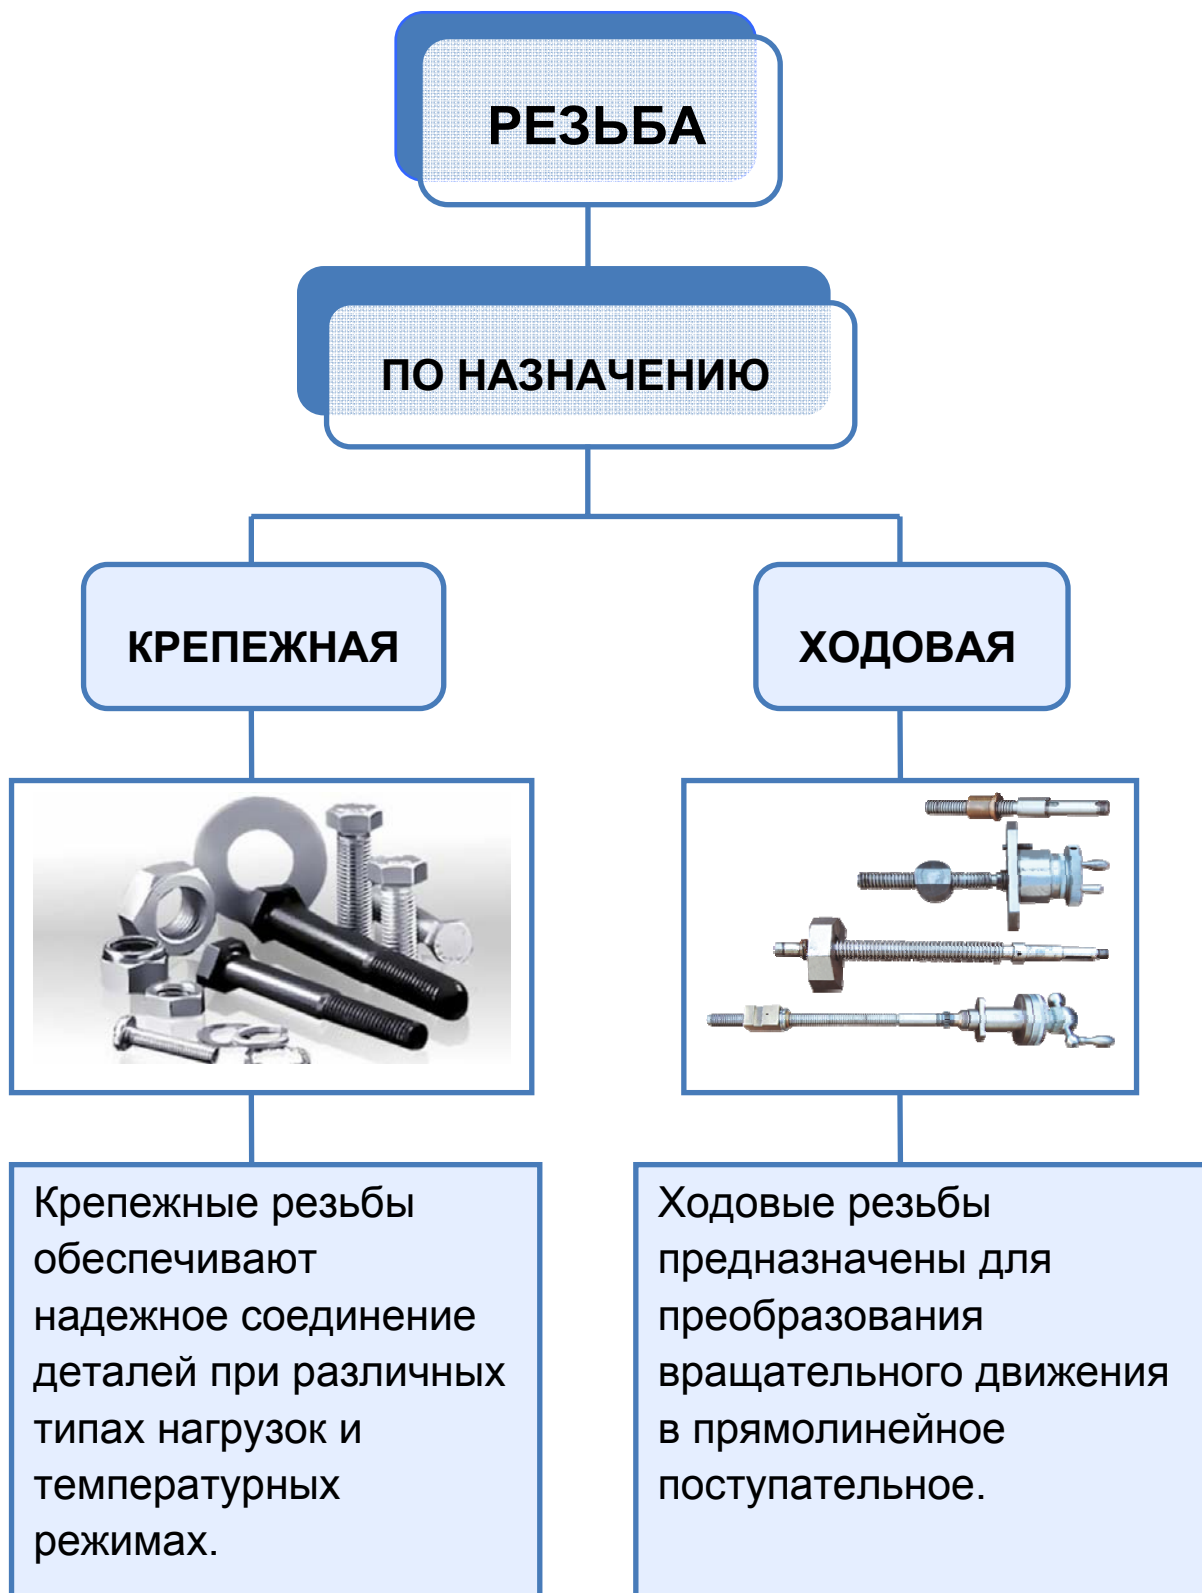 РЕЗЬБА
ПО НАЗНАЧЕНИЮ
КРЕПЕЖНАЯ
ХОДОВАЯ
Крепежные резьбы
обеспечивают
надежное соединение
деталей при различных
типах нагрузок и
температурных
режимах.
Ходовые резьбы
предназначены для
преобразования
вращательного движения
в прямолинейное
поступательное.